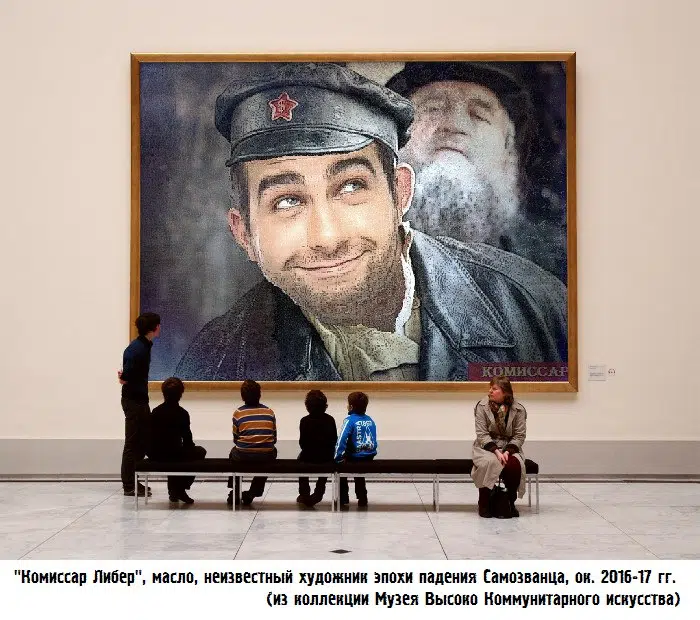 КОМИССАР
"Комиссар Либер", масло, неизвестный художник эпохи падения Самозванца, ок. 2016-17 гг.
(из коллекции Музея Высоко Коммунитарного искусства)